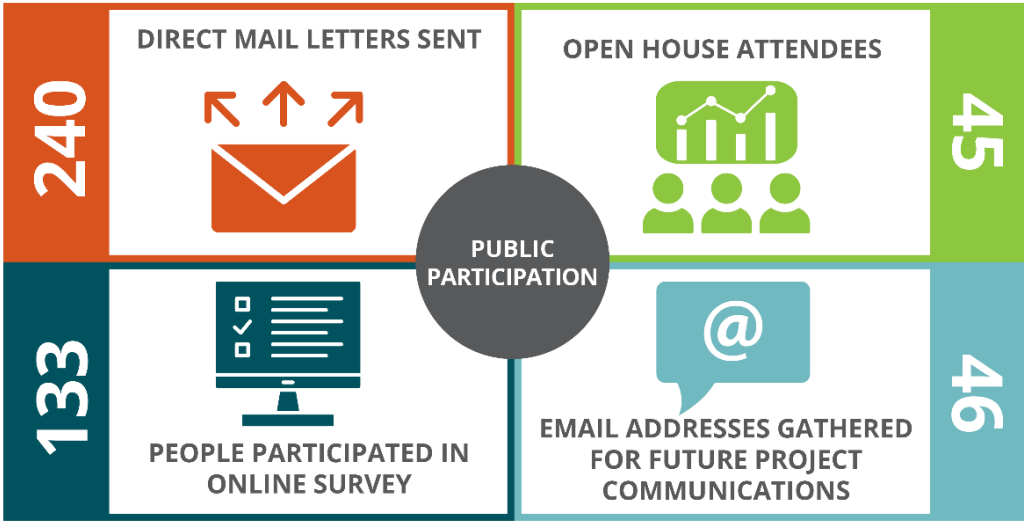 240
DIRECT MAIL LETTERS SENT
OPEN HOUSE ATTENDEES
45
PUBLIC
PARTICIPATION
133
PEOPLE PARTICIPATED IN
ONLINE SURVEY
@
EMAIL ADDRESSES GATHERED
FOR FUTURE PROJECT
COMMUNICATIONS
46